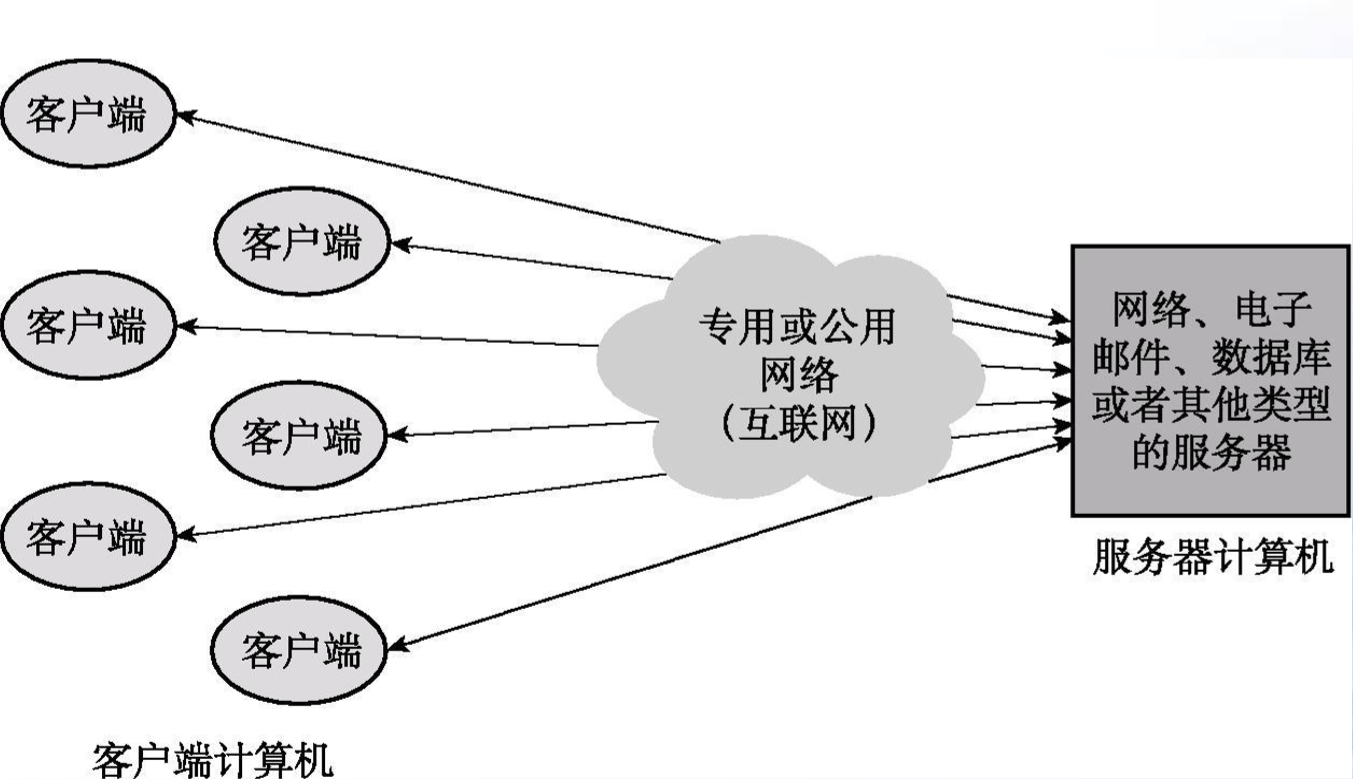 客户端
客户端
客户端
客户端
客户端
客户端
客户端计算机
专用或公用
网络
（互联网）
网络、电子
邮件、数据库
或者其他类型
的服务器
服务器计算机